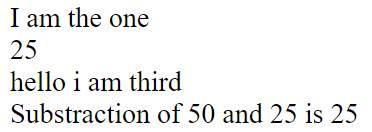 I am the one
25
hello i am third
Substraction of 50 and 25 is 25